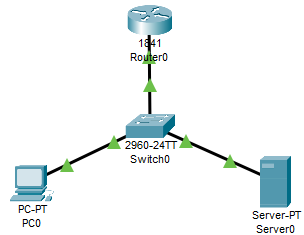 1841
Router0
2960-24TT
Switch0
PC-PT
PC0
Server-PT
Server0